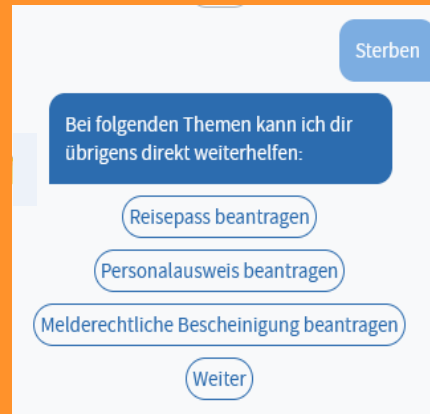 Sterben
Bei folgenden Themen kann ich dir
übrigens direkt weiterhelfen:
Reisepass beantragen
Personalausweis beantragen
Melderechtliche Bescheinigung beantragen
Weiter